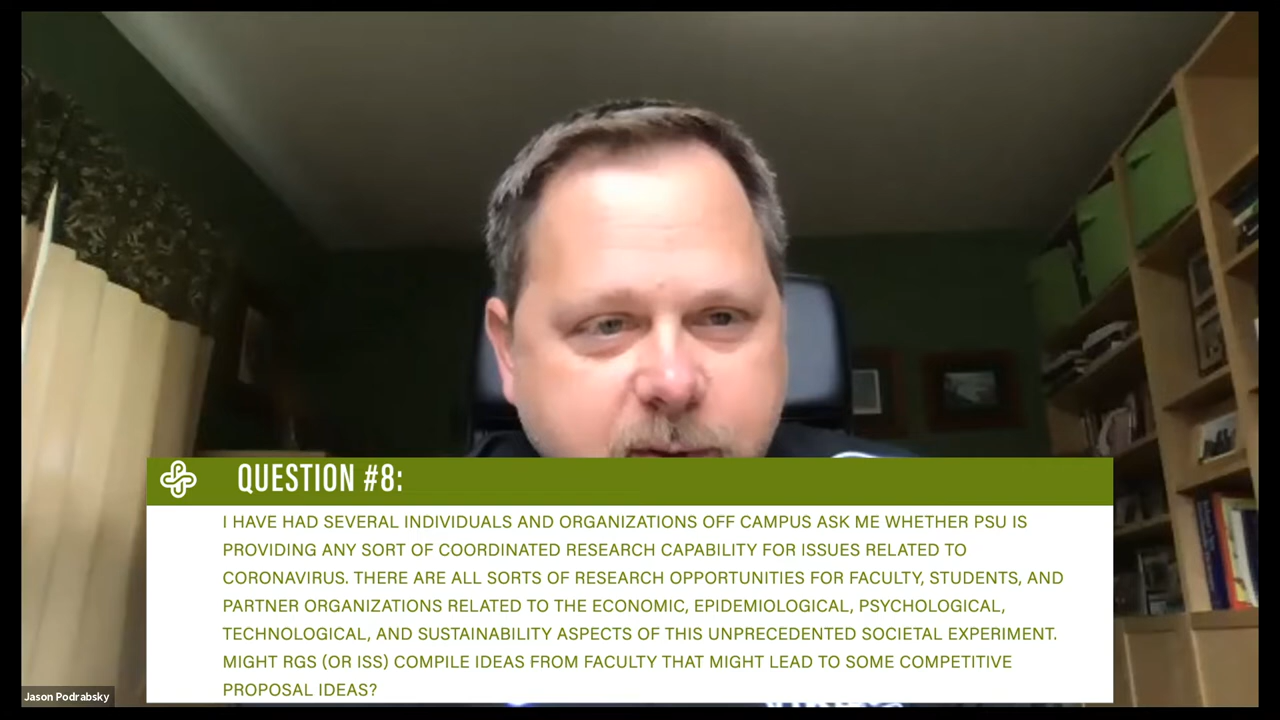 QUESTION #8:
I HAVE HAD SEVERAL INDIVIDUALS AND ORGANIZATIONS OFF CAMPUS ASK ME WHETHER PSU IS
PROVIDING ANY SORT OF COORDINATED RESEARCH CAPABILITY FOR ISSUES RELATED TO
CORONAVIRUS. THERE ARE ALL SORTS OF RESEARCH OPPORTUNITIES FOR FACULTY, STUDENTS, AND
PARTNER ORGANIZATIONS RELATED TO THE ECONOMIC, EPIDEMIOLOGICAL, PSYCHOLOGICAL,
TECHNOLOGICAL, AND SUSTAINABILITY ASPECTS OF THIS UNPRECEDENTED SOCIETAL EXPERIMENT.
MIGHT RGS (OR ISS) COMPILE IDEAS FROM FACULTY THAT MIGHT LEAD TO SOME COMPETITIVE
PROPOSAL IDEAS?
Jason Podrabsky